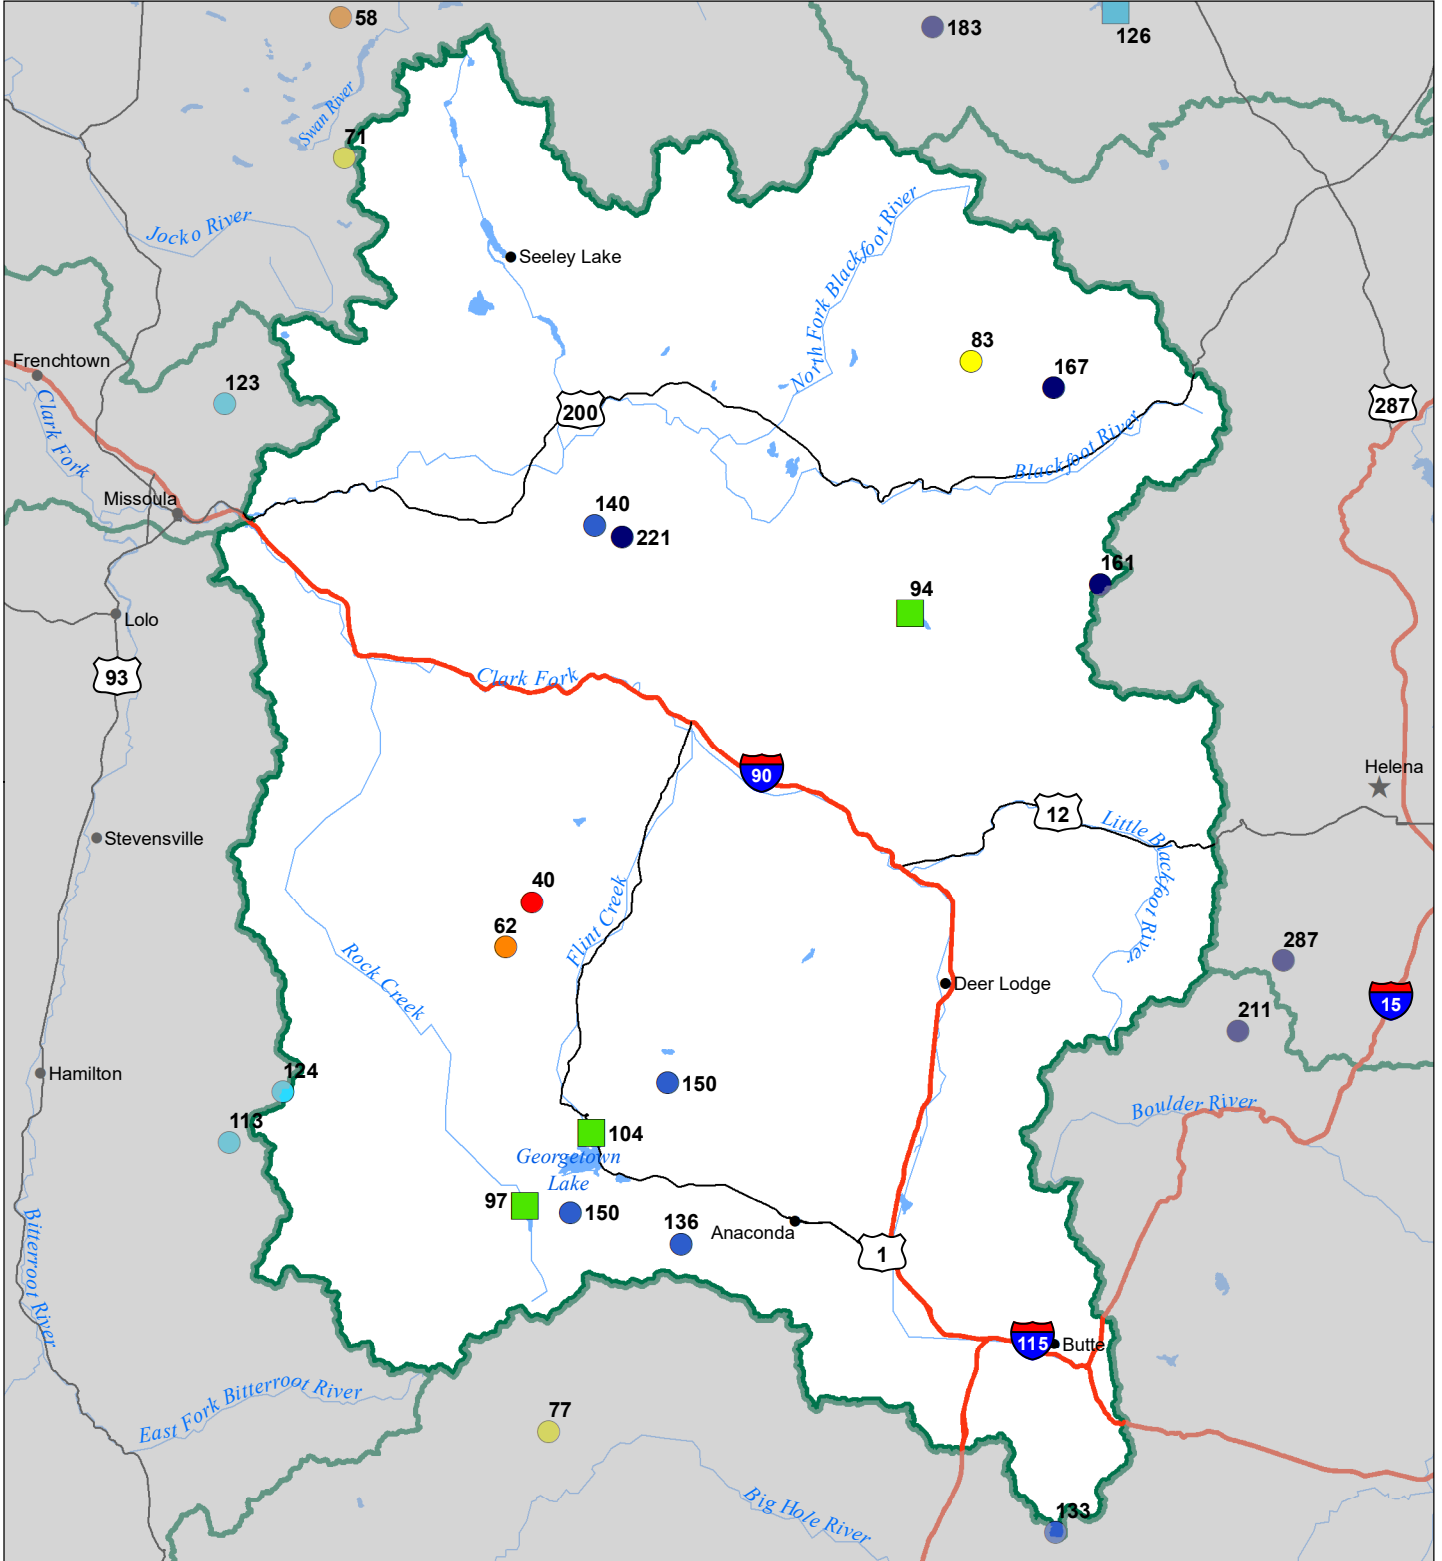 58
183
126
Swan River
71
Jocko River
Seeley Lake
North Fork Blackfoot River
Frenchtown
123
83
167
200
287
Clark Fork
Blackfoot River
Missoula
140
221
161
94
Lolo
93
Clark Fork
90
Helena
12
Little Blackfoot River
Stevensville
40
62
Flint Creek
287
Rock Creek
Deer Lodge
15
211
Hamilton
124
150
113
104
Boulder River
Georgetown
Lake
97
150
136
Anaconda
1
Bitterroot River
115
Butte
East Fork Bitterroot River
77
Big Hole River
133